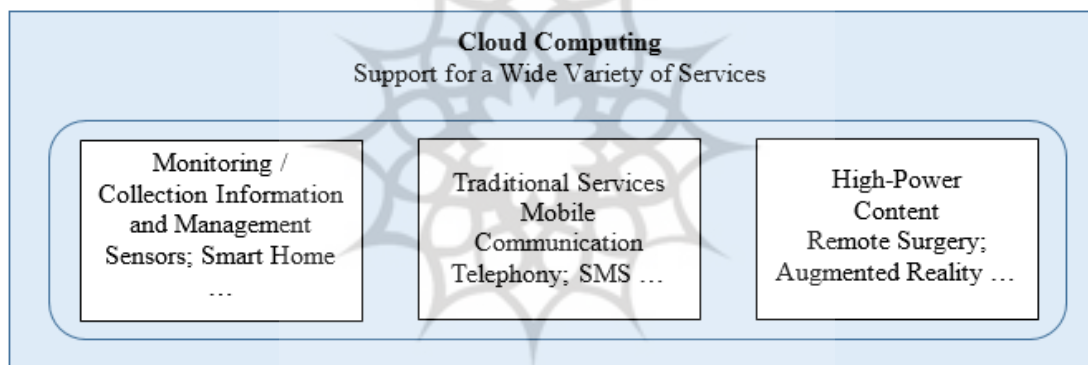 Cloud Computing
Support for a Wide Variety of Services
Monitoring /
Collection Information
and Management
Sensors; Smart Home
…
Traditional Services
Mobile
Communication
Telephony; SMS …
High-Power
Content
Remote Surgery;
Augmented Reality …